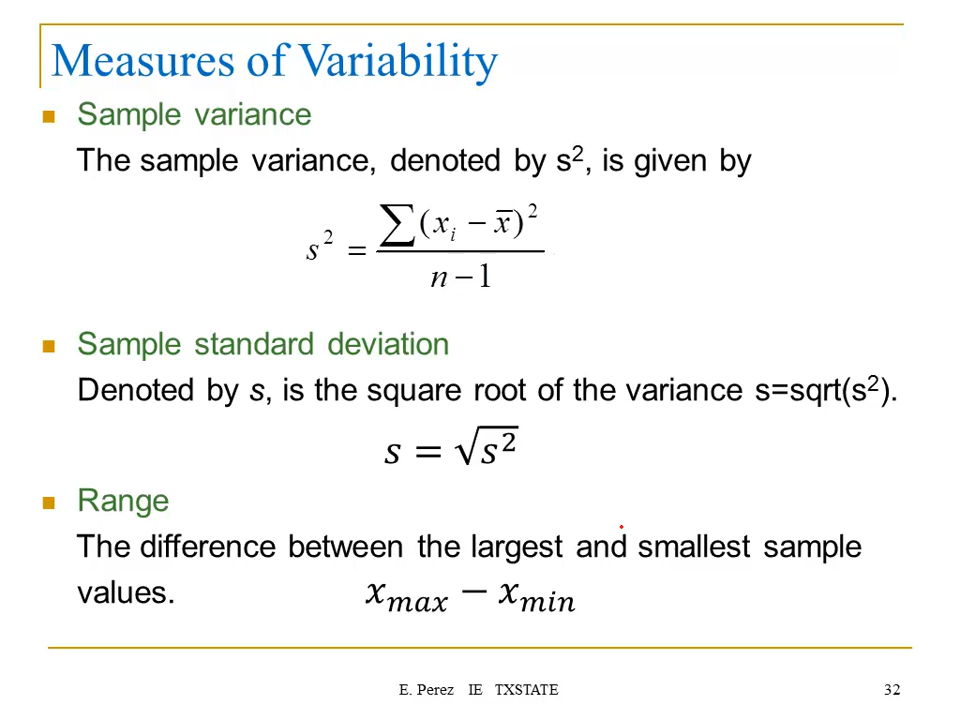 Measures of Variability
Sample variance
The sample variance, denoted by s², is given by
s² = ∑(xᵢ − x̅)² / n − 1
Sample standard deviation
Denoted by s, is the square root of the variance s=sqrt(s²).
s = √s²
Range
The difference between the largest and smallest sample
values. x_max − x_min
E. Perez IE TXSTATE 32